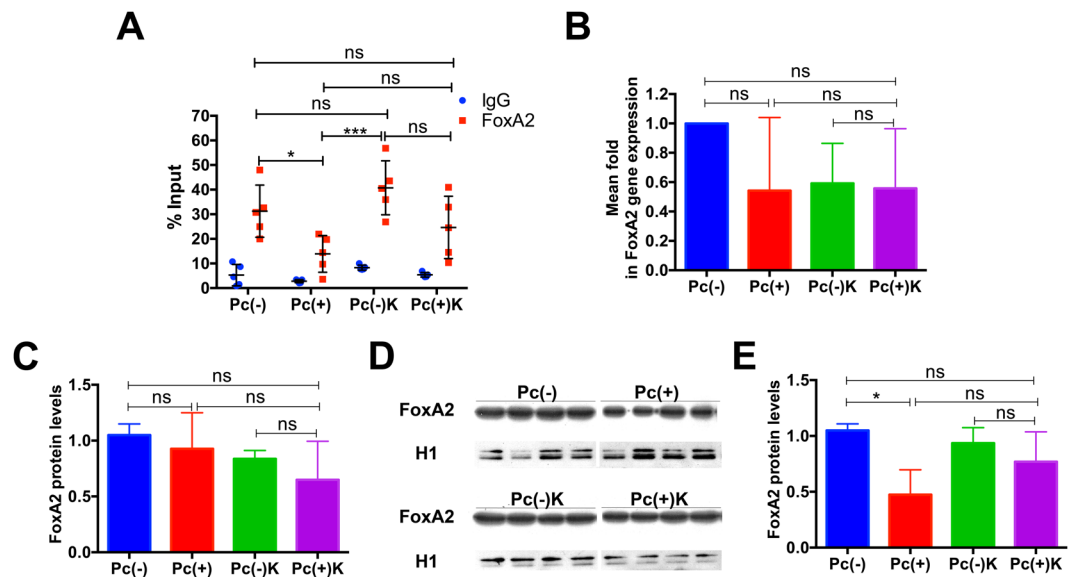 A
ns
ns
ns
***
ns
*
IgG
FoxA2
% Input
70
60
50
40
30
20
10
0
Pc(-) Pc(+) Pc(-)K Pc(+)K
B
ns
ns ns
ns
Mean fold
in FoxA2 gene expression
1.2
1.0
0.8
0.6
0.4
0.2
0.0
Pc(-) Pc(+) Pc(-)K Pc(+)K
C
ns
ns ns
ns
FoxA2 protein levels
1.5
1.0
0.5
0.0
Pc(-) Pc(+) Pc(-)K Pc(+)K
D
Pc(-) Pc(+)
FoxA2
H1
Pc(-)K Pc(+)K
FoxA2
H1
E
ns
* ns
ns
FoxA2 protein levels
1.5
1.0
0.5
0.0
Pc(-) Pc(+) Pc(-)K Pc(+)K